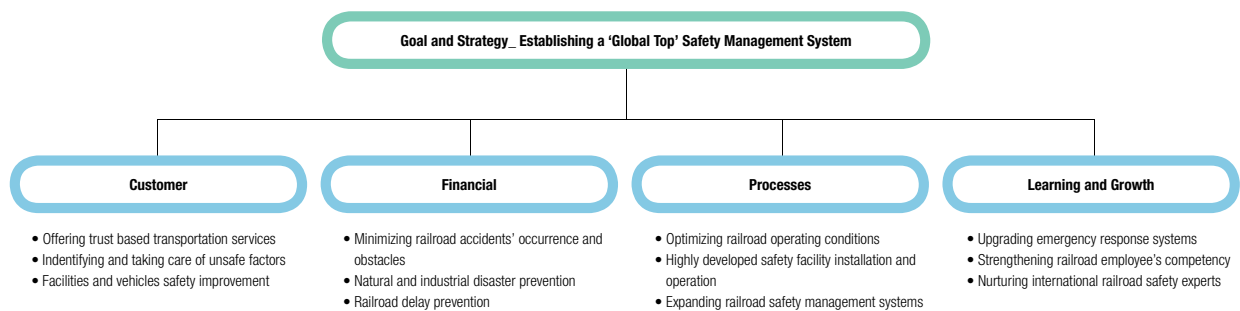 Goal and Strategy_ Establishing a ‘Global Top’ Safety Management System
Customer
• Offering trust based transportation services
• Indentifying and taking care of unsafe factors
• Facilities and vehicles safety improvement
Financial
• Minimizing railroad accidents’ occurrence and
obstacles
• Natural and industrial disaster prevention
• Railroad delay prevention
Processes
• Optimizing railroad operating conditions
• Highly developed safety facility installation and
operation
• Expanding railroad safety management systems
Learning and Growth
• Upgrading emergency response systems
• Strengthening railroad employee’s competency
• Nurturing international railroad safety experts